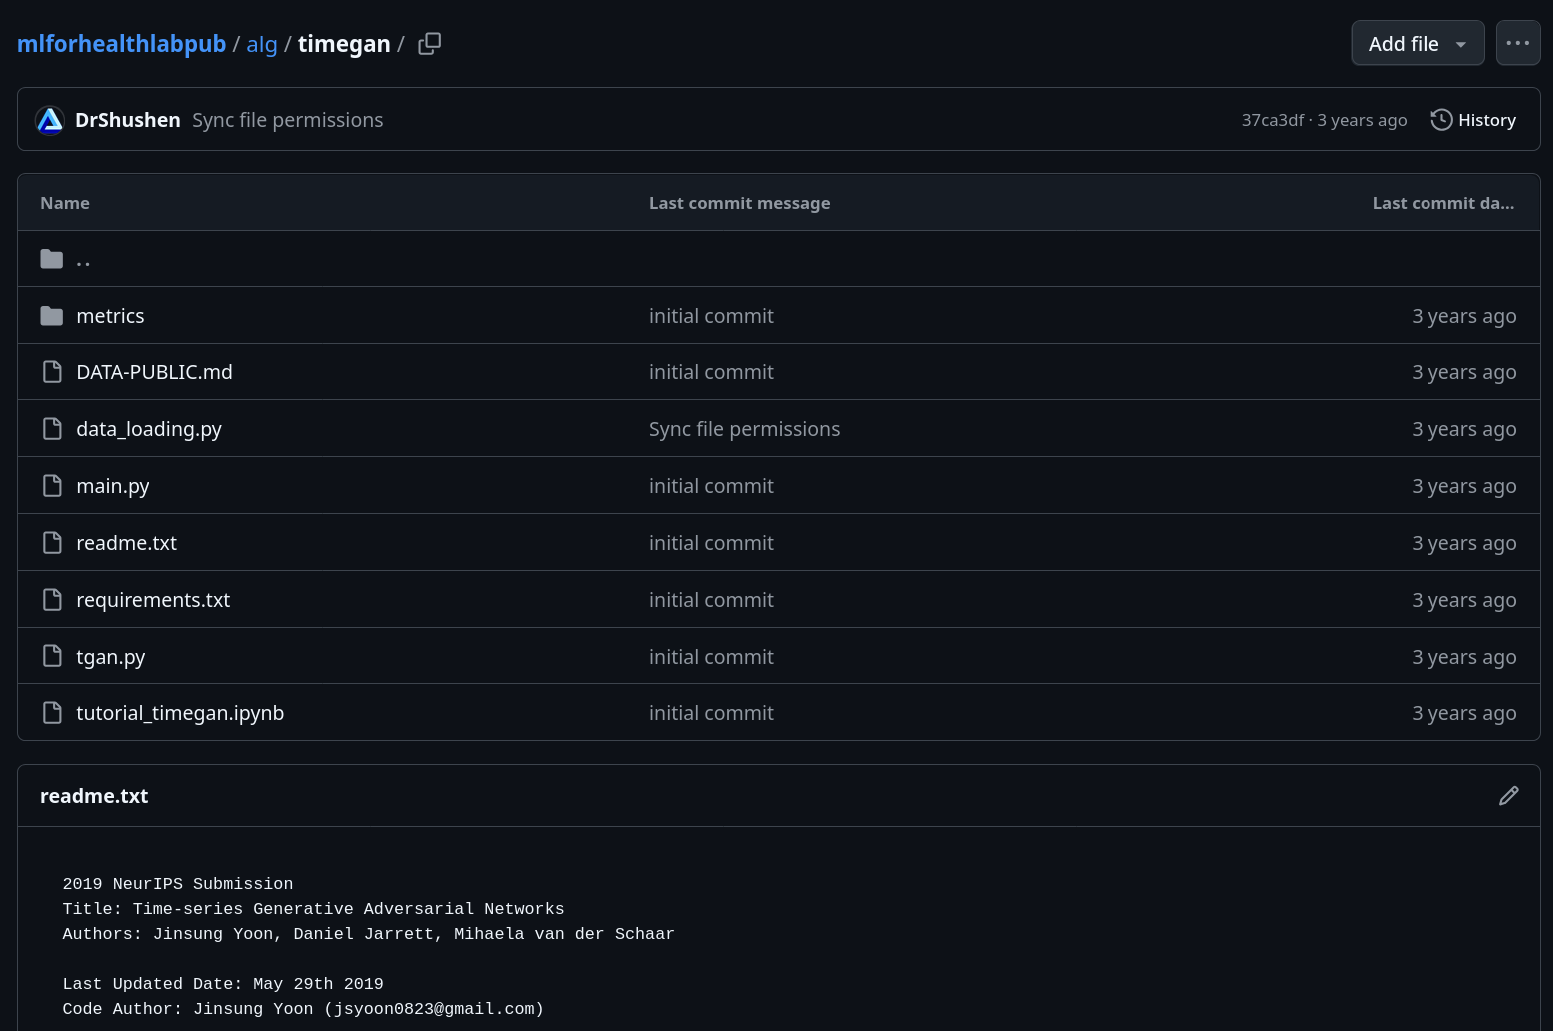 mlforhealthlabpub / alg / timegan /
Add file
DrShushen Sync file permissions
37ca3df · 3 years ago History
Name Last commit message Last commit da...
..
metrics initial commit 3 years ago
DATA-PUBLIC.md initial commit 3 years ago
data_loading.py Sync file permissions 3 years ago
main.py initial commit 3 years ago
readme.txt initial commit 3 years ago
requirements.txt initial commit 3 years ago
tgan.py initial commit 3 years ago
tutorial_timegan.ipynb initial commit 3 years ago
readme.txt
2019 NeurIPS Submission
Title: Time-series Generative Adversarial Networks
Authors: Jinsung Yoon, Daniel Jarrett, Mihaela van der Schaar
Last Updated Date: May 29th 2019
Code Author: Jinsung Yoon (jsyoon0823@gmail.com)